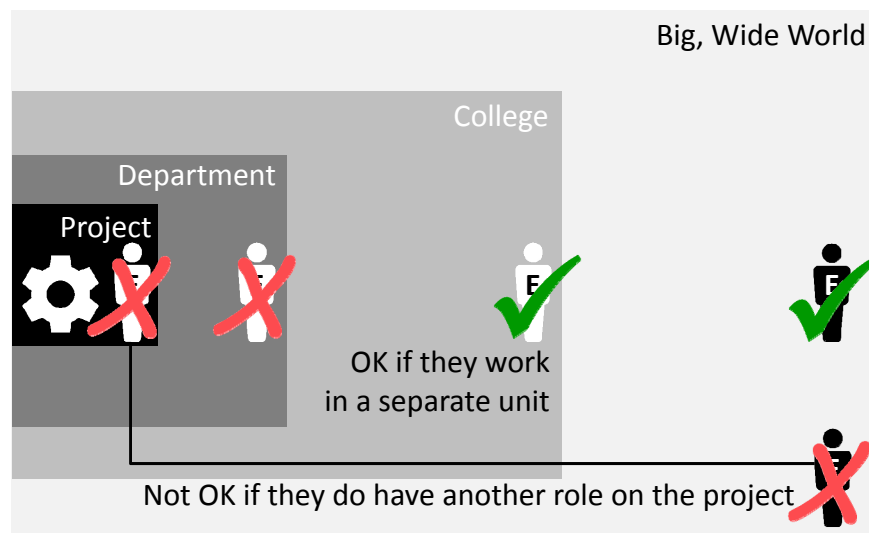 Big, Wide World
College
Department
Project
E
E
E
E
OK if they work
in a separate unit
E
Not OK if they do have another role on the project